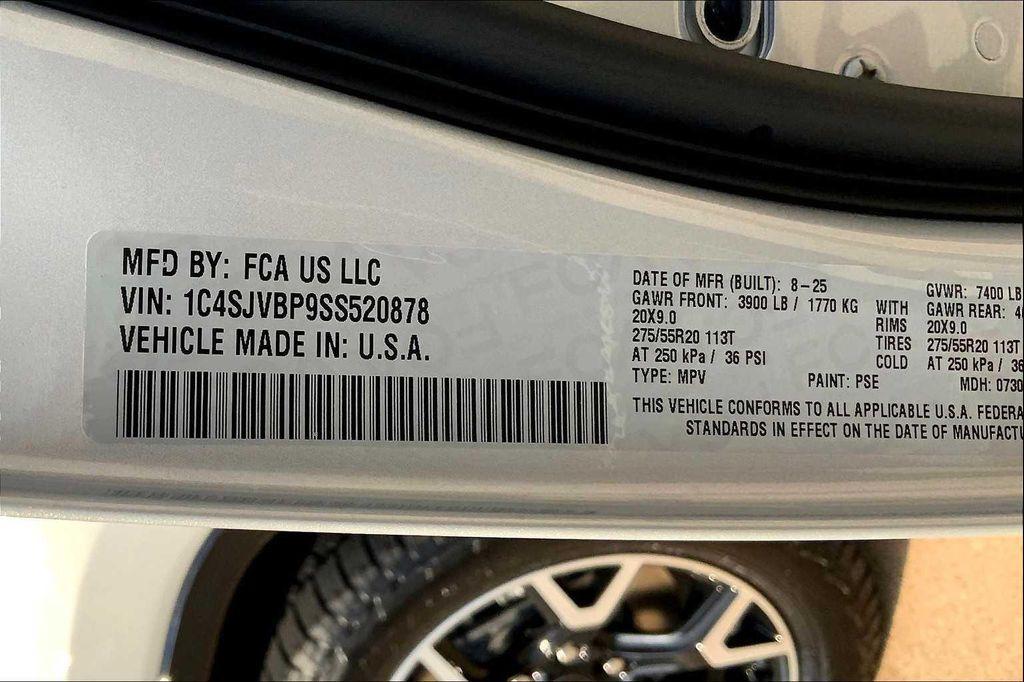 MFD BY: FCA US LLC
VIN: 1C4SJVBP9SS520878
VEHICLE MADE IN: U.S.A.
DATE OF MFR (BUILT): 8-25 GVWR: 7400 LB
GAWR FRONT: 3900 LB / 1770 KG WITH GAWR REAR:
20X9.0 RIMS 20X9.0
275/55R20 113T TIRES 275/55R20 113T
AT 250 kPa / 36 PSI COLD AT 250 kPa / 36
TYPE: MPV PAINT: PSE MDH: 0730
THIS VEHICLE CONFORMS TO ALL APPLICABLE U.S.A. FEDERA
STANDARDS IN EFFECT ON THE DATE OF MANUFACTU